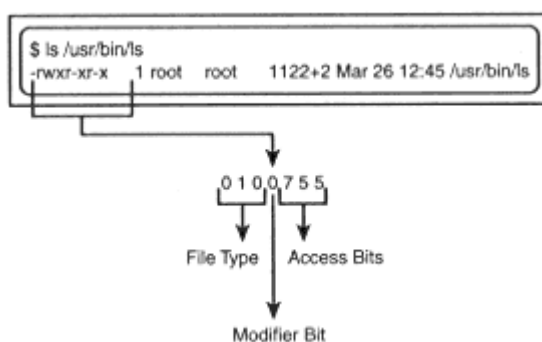 $ ls /usr/bin/ls
-rwxr-xr-x 1 root root 1122+2 Mar 26 12:45 /usr/bin/ls
0 1 0 0 7 5 5
File Type Access Bits
Modifier Bit